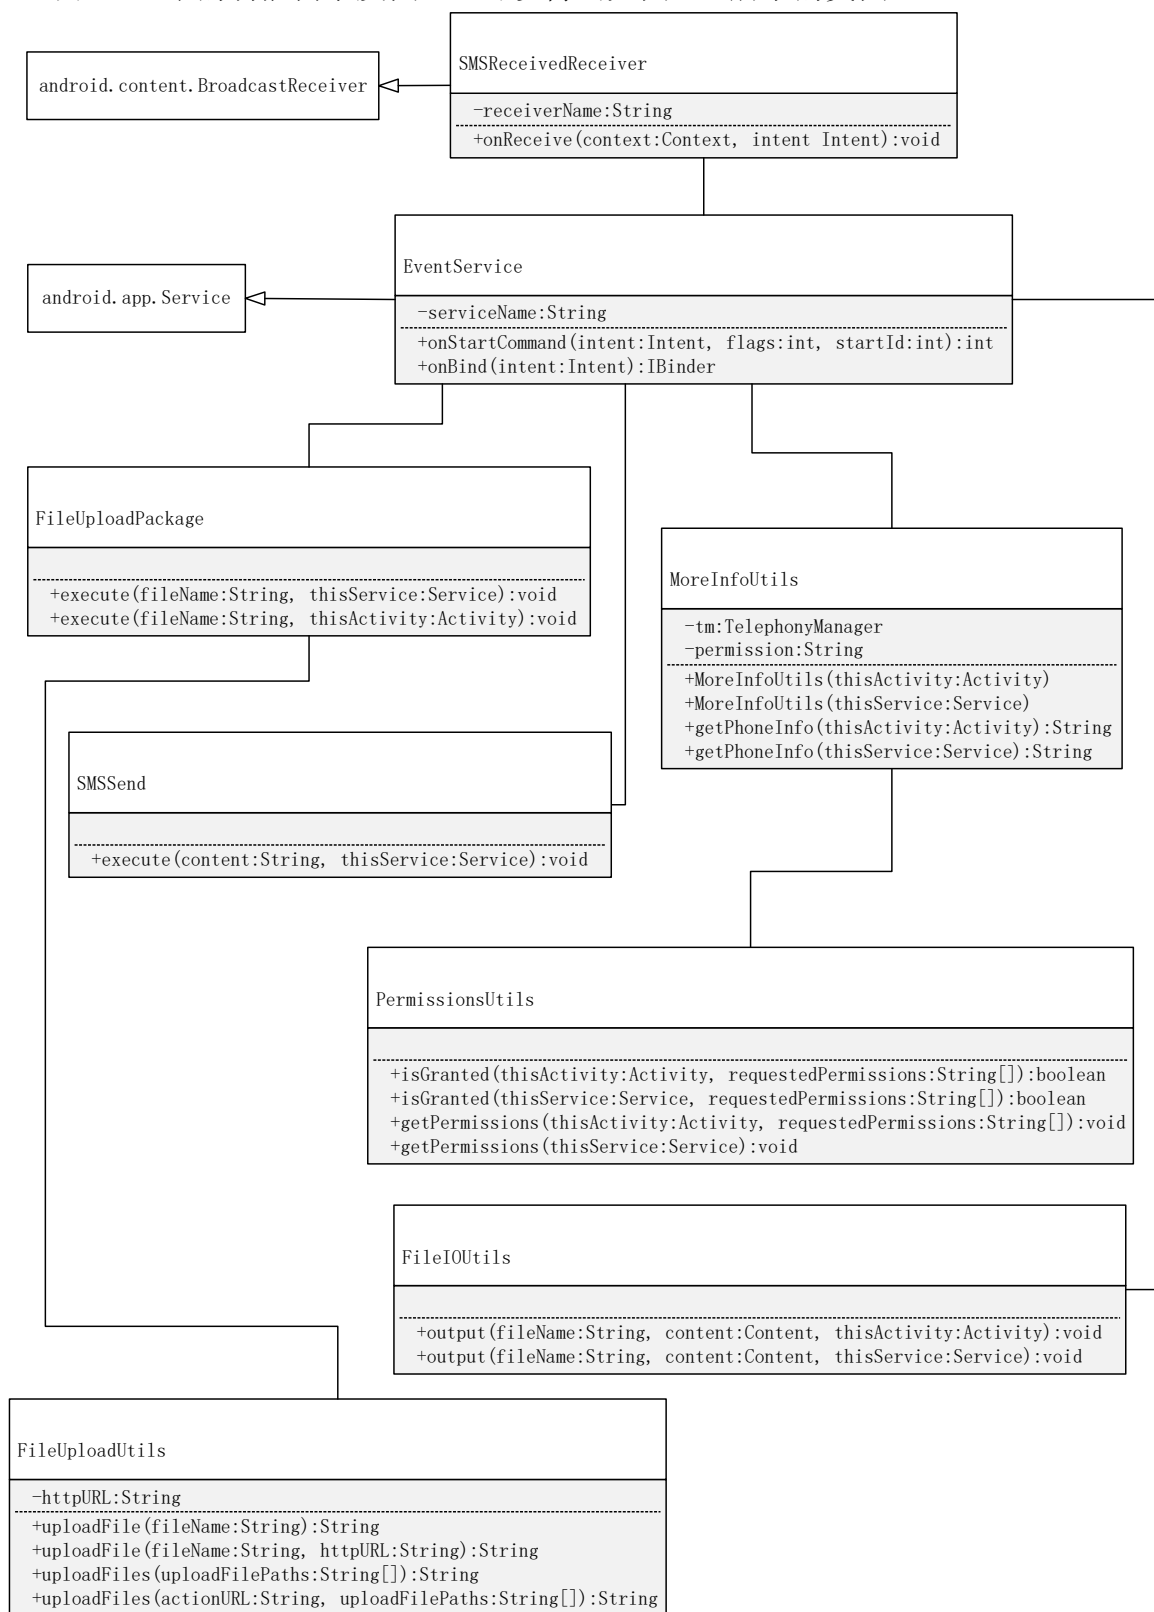 SMSReceivedReceiver
android.content.BroadcastReceiver
-receiverName:String
+onReceive(context:Context, intent Intent):void
EventService
android.app.Service
-serviceName:String
+onStartCommand(intent:Intent, flags:int, startId:int):int
+onBind(intent:Intent):IBinder
FileUploadPackage
+execute(fileName:String, thisService:Service):void
+execute(fileName:String, thisActivity:Activity):void
MoreInfoUtils
-tm:TelephonyManager
-permission:String
+MoreInfoUtils(thisActivity:Activity)
+MoreInfoUtils(thisService:Service)
+getPhoneInfo(thisActivity:Activity):String
+getPhoneInfo(thisService:Service):String
SMSSend
+execute(content:String, thisService:Service):void
PermissionsUtils
+isGranted(thisActivity:Activity, requestedPermissions:String[]):boolean
+isGranted(thisService:Service, requestedPermissions:String[]):boolean
+getPermissions(thisActivity:Activity, requestedPermissions:String[]):void
+getPermissions(thisService:Service):void
FileIOUtils
+output(fileName:String, content:Content, thisActivity:Activity):void
+output(fileName:String, content:Content, thisService:Service):void
FileUploadUtils
-httpURL:String
+uploadFile(fileName:String):String
+uploadFile(fileName:String, httpURL:String):String
+uploadFiles(uploadFilePaths:String[]):String
+uploadFiles(actionURL:String, uploadFilePaths:String[]):String